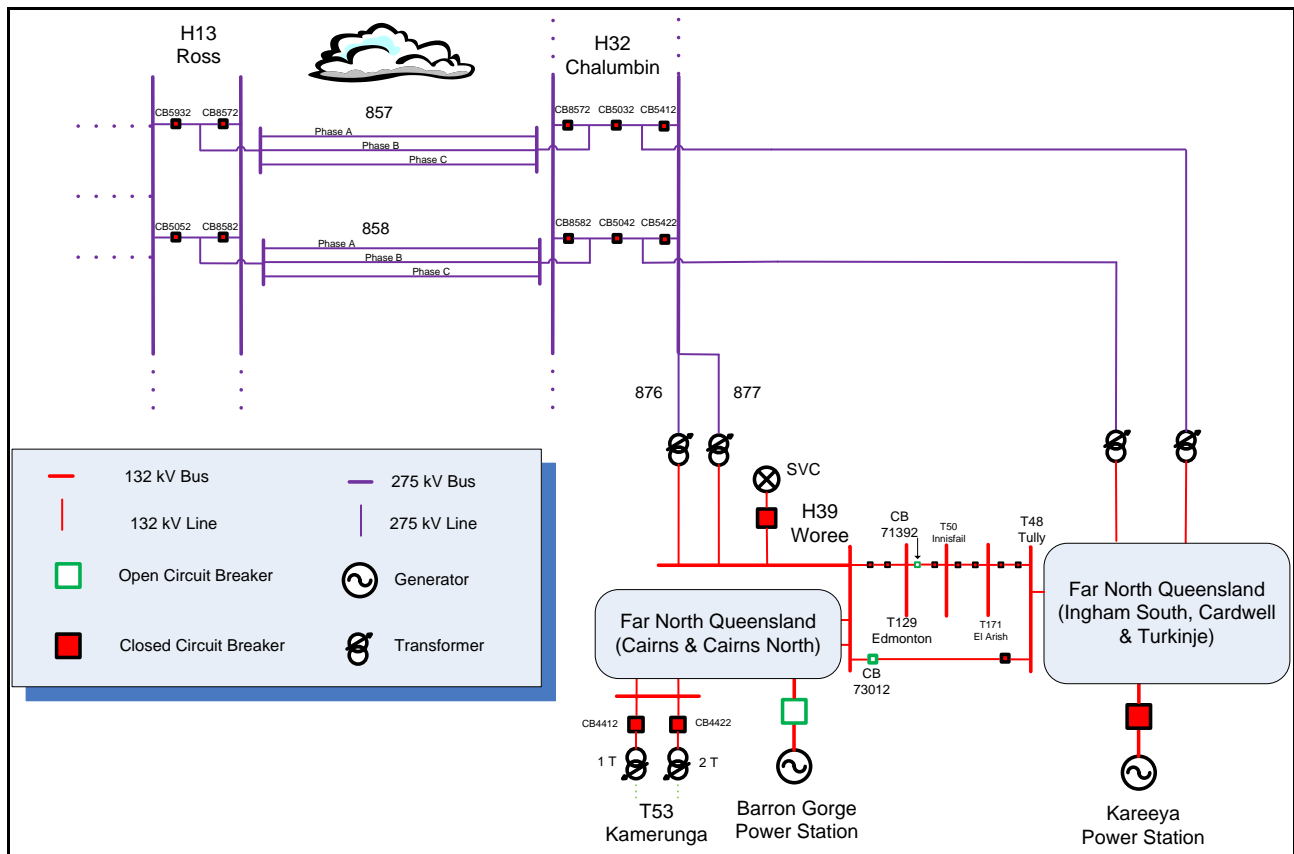 H13
Ross
H32
Chalumbin
CB5932
CB8572
857
CB8572
CB5032
CB5412
Phase A
Phase B
Phase C
CB5052
CB8582
858
CB8582
CB5042
CB5422
Phase A
Phase B
Phase C
876
877
SVC
H39
Woree
CB
71392
T50
Innisfail
T48
Tully
132 kV Bus
275 kV Bus
132 kV Line
275 kV Line
Open Circuit Breaker
Generator
Closed Circuit Breaker
Transformer
Far North Queensland
(Cairns & Cairns North)
T129
Edmonton
T171
El Arish
CB
73012
Far North Queensland
(Ingham South, Cardwell
& Turkinje)
CB4412
CB4422
1 T
2 T
T53
Kamerunga
Barron Gorge
Power Station
Kareeya
Power Station